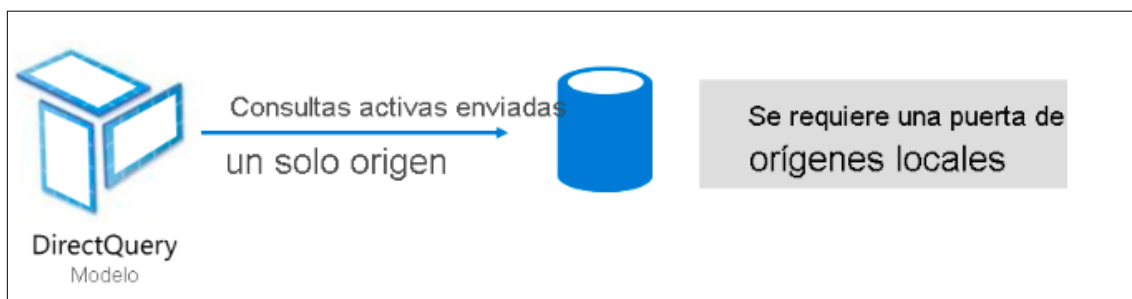 Consultas activas enviadas
un solo origen
Se requiere una puerta de
orígenes locales
DirectQuery
Modelo